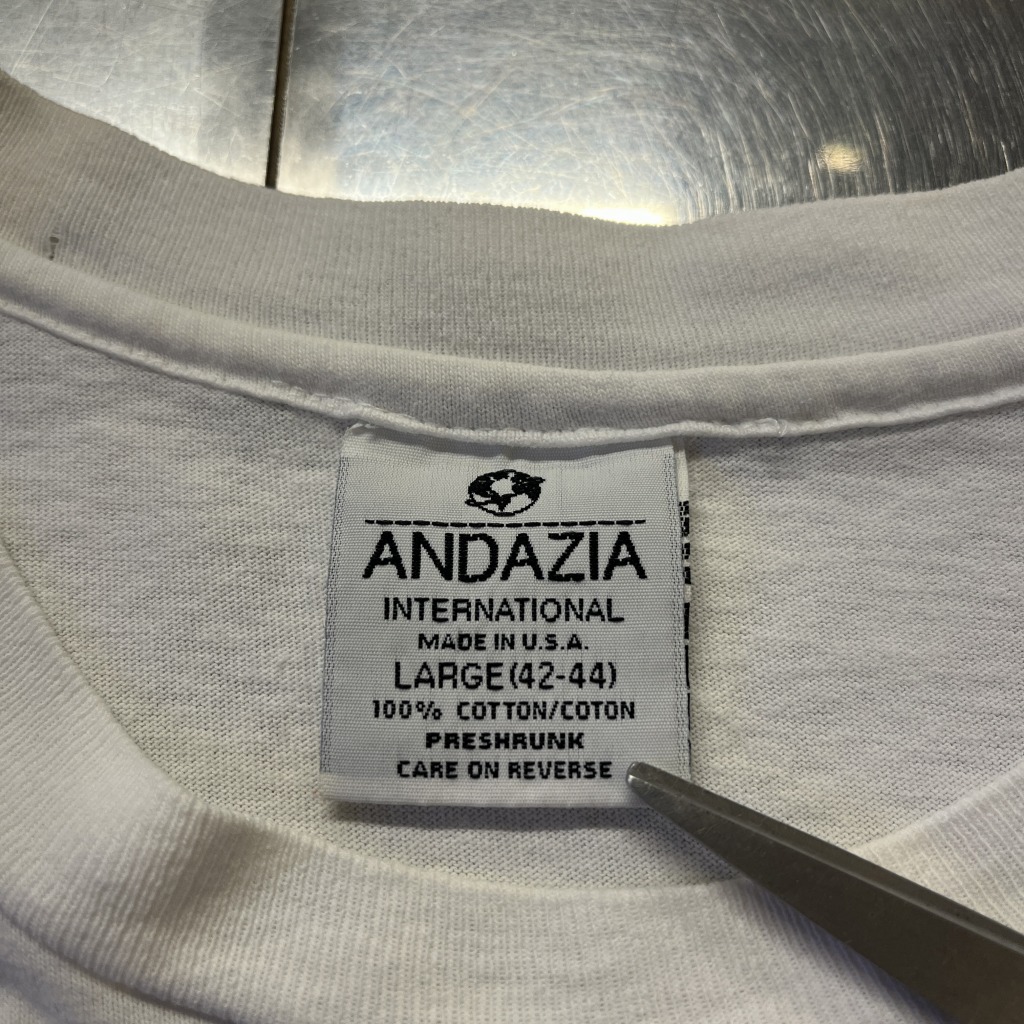 ANDAZIA
INTERNATIONAL
MADE IN U.S.A.
LARGE (42-44)
100% COTTON/COTON
PRESHRUNK
CARE ON REVERSE